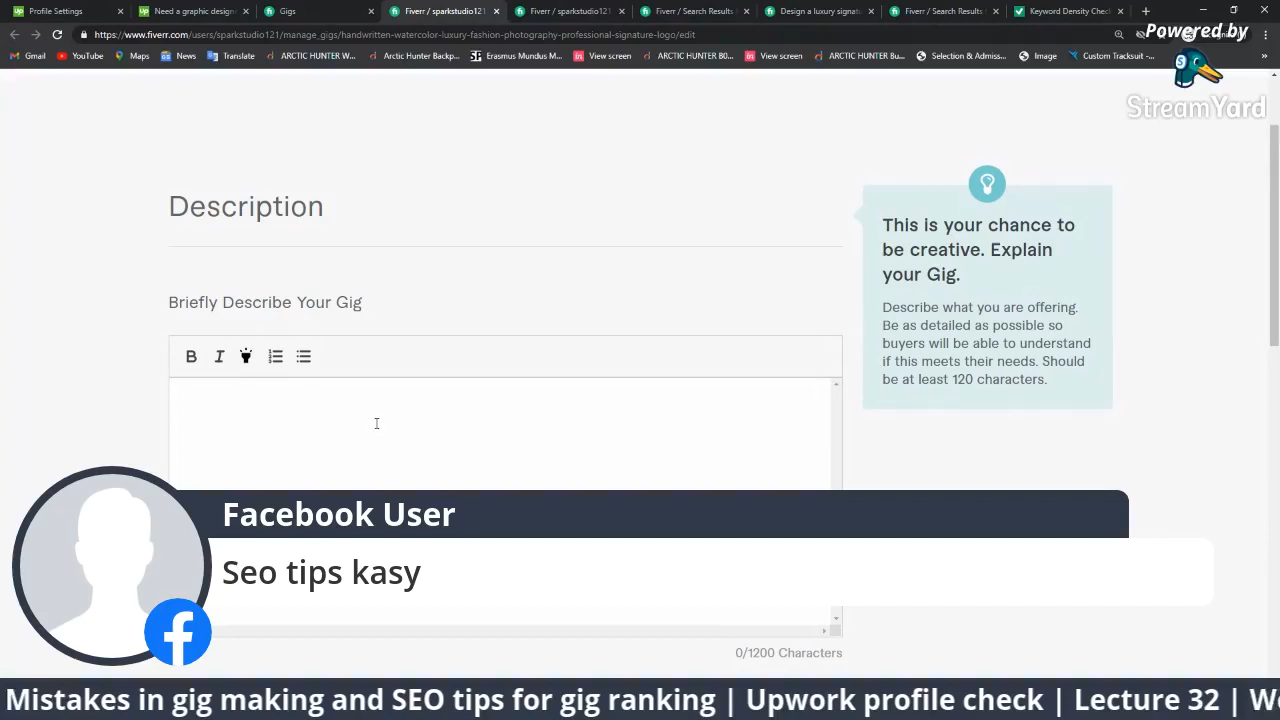 Profile Settings
Need a graphic design
Gigs
Fiverr / sparkstudio121
Fiverr / sparkstudio121
Fiverr / Search Results
Design a luxury signatu
Fiverr / Search Results
Keyword Density Chec
https://www.fiverr.com/users/sparkstudio121/manage_gigs/handwritten-watercolor-luxury-fashion-photography-professional-signature-logo/edit
Powered by
StreamYard
Gmail
YouTube
Maps
News
Translate
ARCTIC HUNTER W...
Arctic Hunter Backp...
Erasmus Mundus M...
View screen
ARCTIC HUNTER 80...
View screen
ARCTIC HUNTER Bu...
Selection & Admissi...
Image
Custom Tracksuit -...
Description
This is your chance to
be creative. Explain
your Gig.
Describe what you are offering.
Be as detailed as possible so
buyers will be able to understand
if this meets their needs. Should
be at least 120 characters.
Briefly Describe Your Gig
B I
Facebook User
Seo tips kasy
0/1200 Characters
Mistakes in gig making and SEO tips for gig ranking | Upwork profile check | Lecture 32 | We